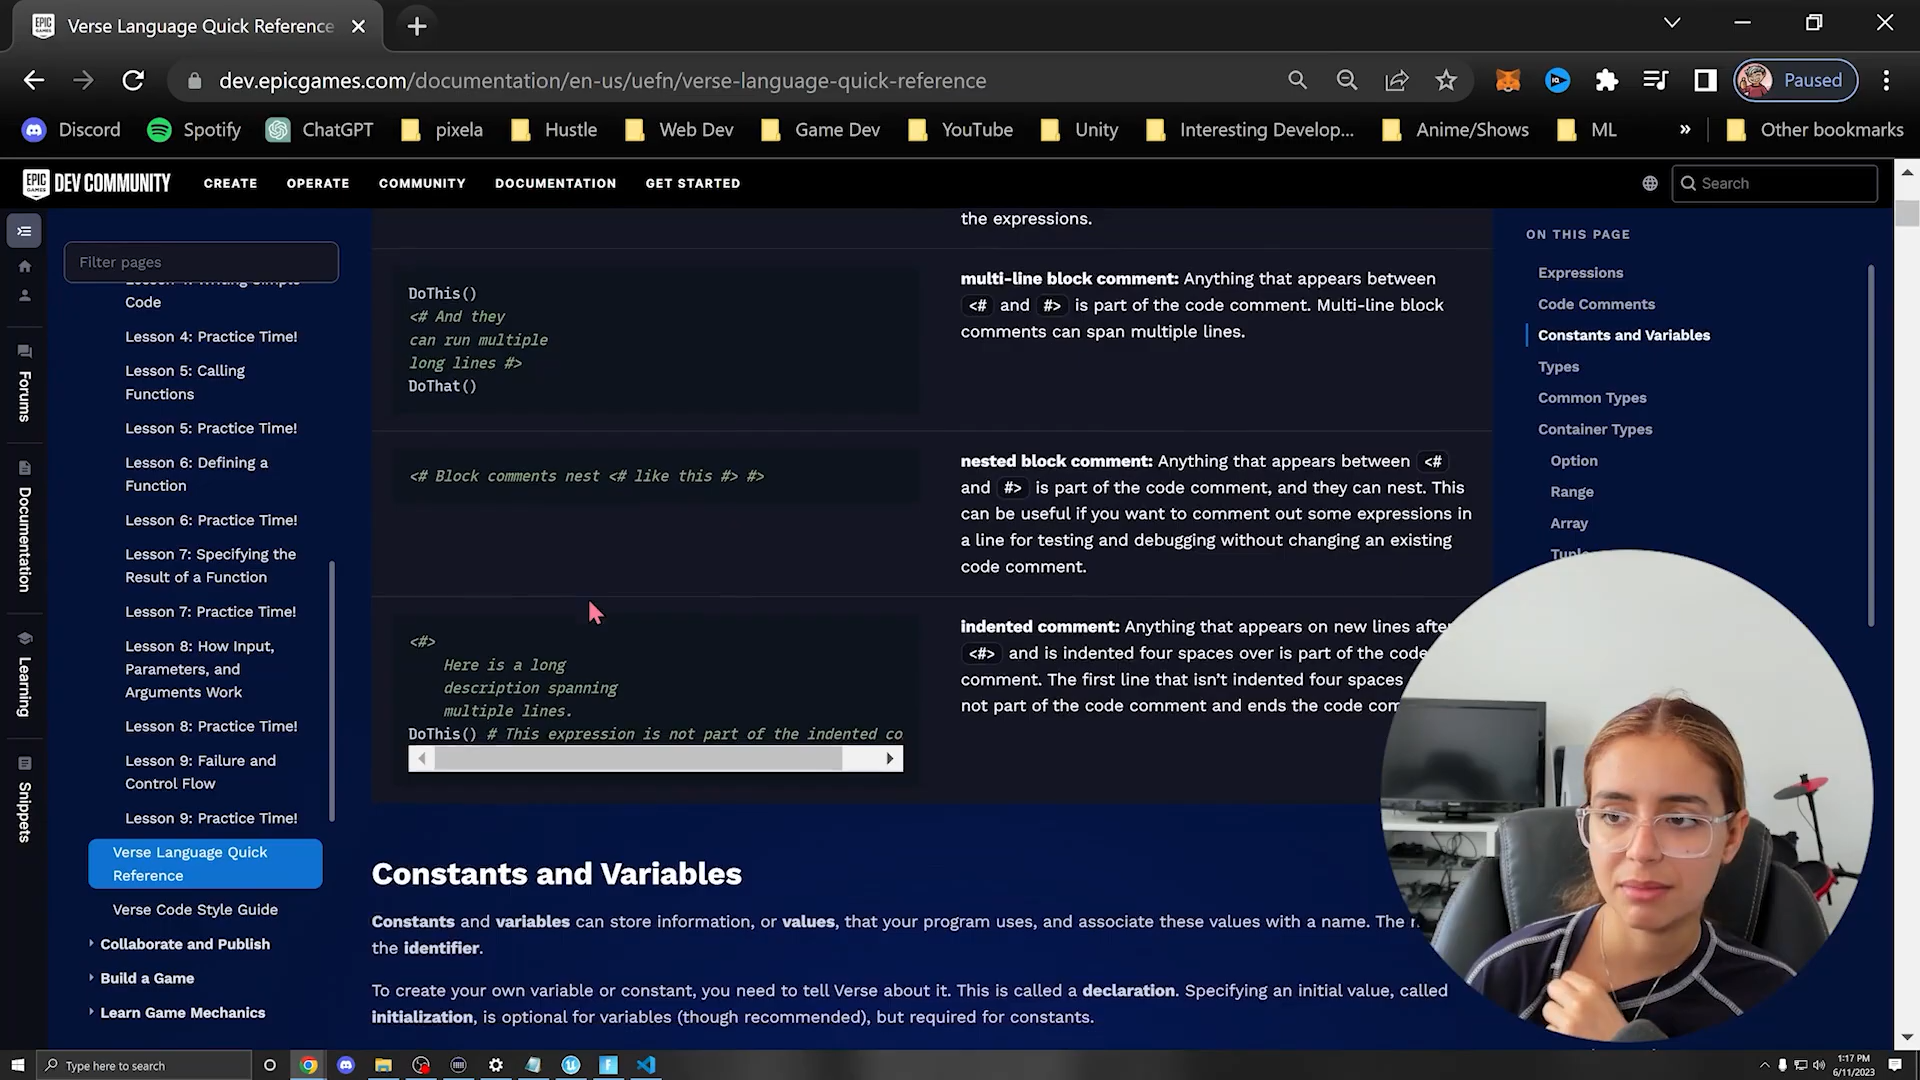 EPIC GAMES
Verse Language Quick Reference
dev.epicgames.com/documentation/en-us/uefn/verse-language-quick-reference
Paused
Discord
Spotify
ChatGPT
pixela
Hustle
Web Dev
Game Dev
YouTube
Unity
Interesting Develop...
Anime/Shows
ML
»
Other bookmarks
EPIC GAMES
DEV COMMUNITY
CREATE
OPERATE
COMMUNITY
DOCUMENTATION
GET STARTED
Search
Forums
Documentation
Learning
Snippets
Filter pages
Code
Lesson 4: Practice Time!
Lesson 5: Calling
Functions
Lesson 5: Practice Time!
Lesson 6: Defining a
Function
Lesson 6: Practice Time!
Lesson 7: Specifying the
Result of a Function
Lesson 7: Practice Time!
Lesson 8: How Input,
Parameters, and
Arguments Work
Lesson 8: Practice Time!
Lesson 9: Failure and
Control Flow
Lesson 9: Practice Time!
Verse Language Quick
Reference
Verse Code Style Guide
Collaborate and Publish
Build a Game
Learn Game Mechanics
the expressions.
DoThis()
<# And they
can run multiple
long lines #>
DoThat()
multi-line block comment: Anything that appears between
<# and #> is part of the code comment. Multi-line block
comments can span multiple lines.
<# Block comments nest <# like this #> #>
nested block comment: Anything that appears between <#
and #> is part of the code comment, and they can nest. This
can be useful if you want to comment out some expressions in
a line for testing and debugging without changing an existing
code comment.
<#>
Here is a long
description spanning
multiple lines.
DoThis() # This expression is not part of the indented co
indented comment: Anything that appears on new lines after
<#> and is indented four spaces over is part of the code
comment. The first line that isn't indented four spaces
not part of the code comment and ends the code com
Constants and Variables
Constants and variables can store information, or values, that your program uses, and associate these values with a name. The
the identifier.
To create your own variable or constant, you need to tell Verse about it. This is called a declaration. Specifying an initial value, called
initialization, is optional for variables (though recommended), but required for constants.
ON THIS PAGE
Expressions
Code Comments
Constants and Variables
Types
Common Types
Container Types
Option
Range
Array
Tuple
Type here to search
1:17 PM
6/11/2023